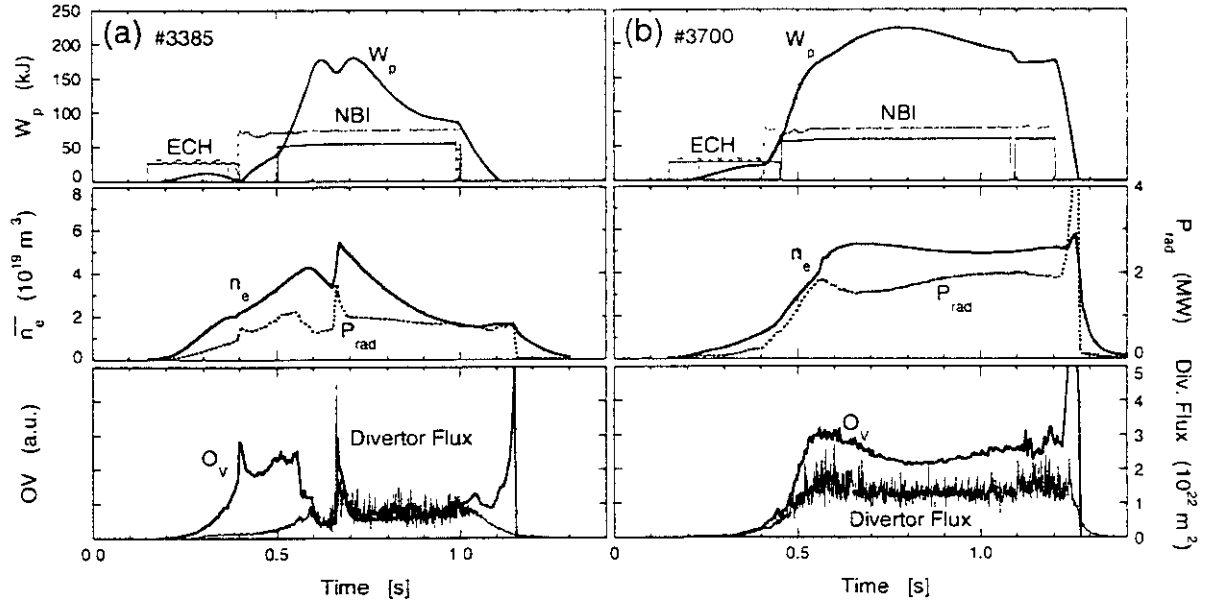 (a) #3385
(b) #3700
W_p (kJ)
250
200
150
100
50
0
W_p
NBI
ECH
W_p
NBI
ECH
n̅_e̅ (10^19 m^3)
8
6
4
2
0
n_e
P_rad
n_e
P_rad
4
2
0
P_rad (MW)
OV (a.u.)
O_v
Divertor Flux
O_v
Divertor Flux
5
4
3
2
1
0
Div. Flux (10^22 m^2)
0.0 0.5 1.0
0. 0.5 1.0
Time [s]
Time [s]